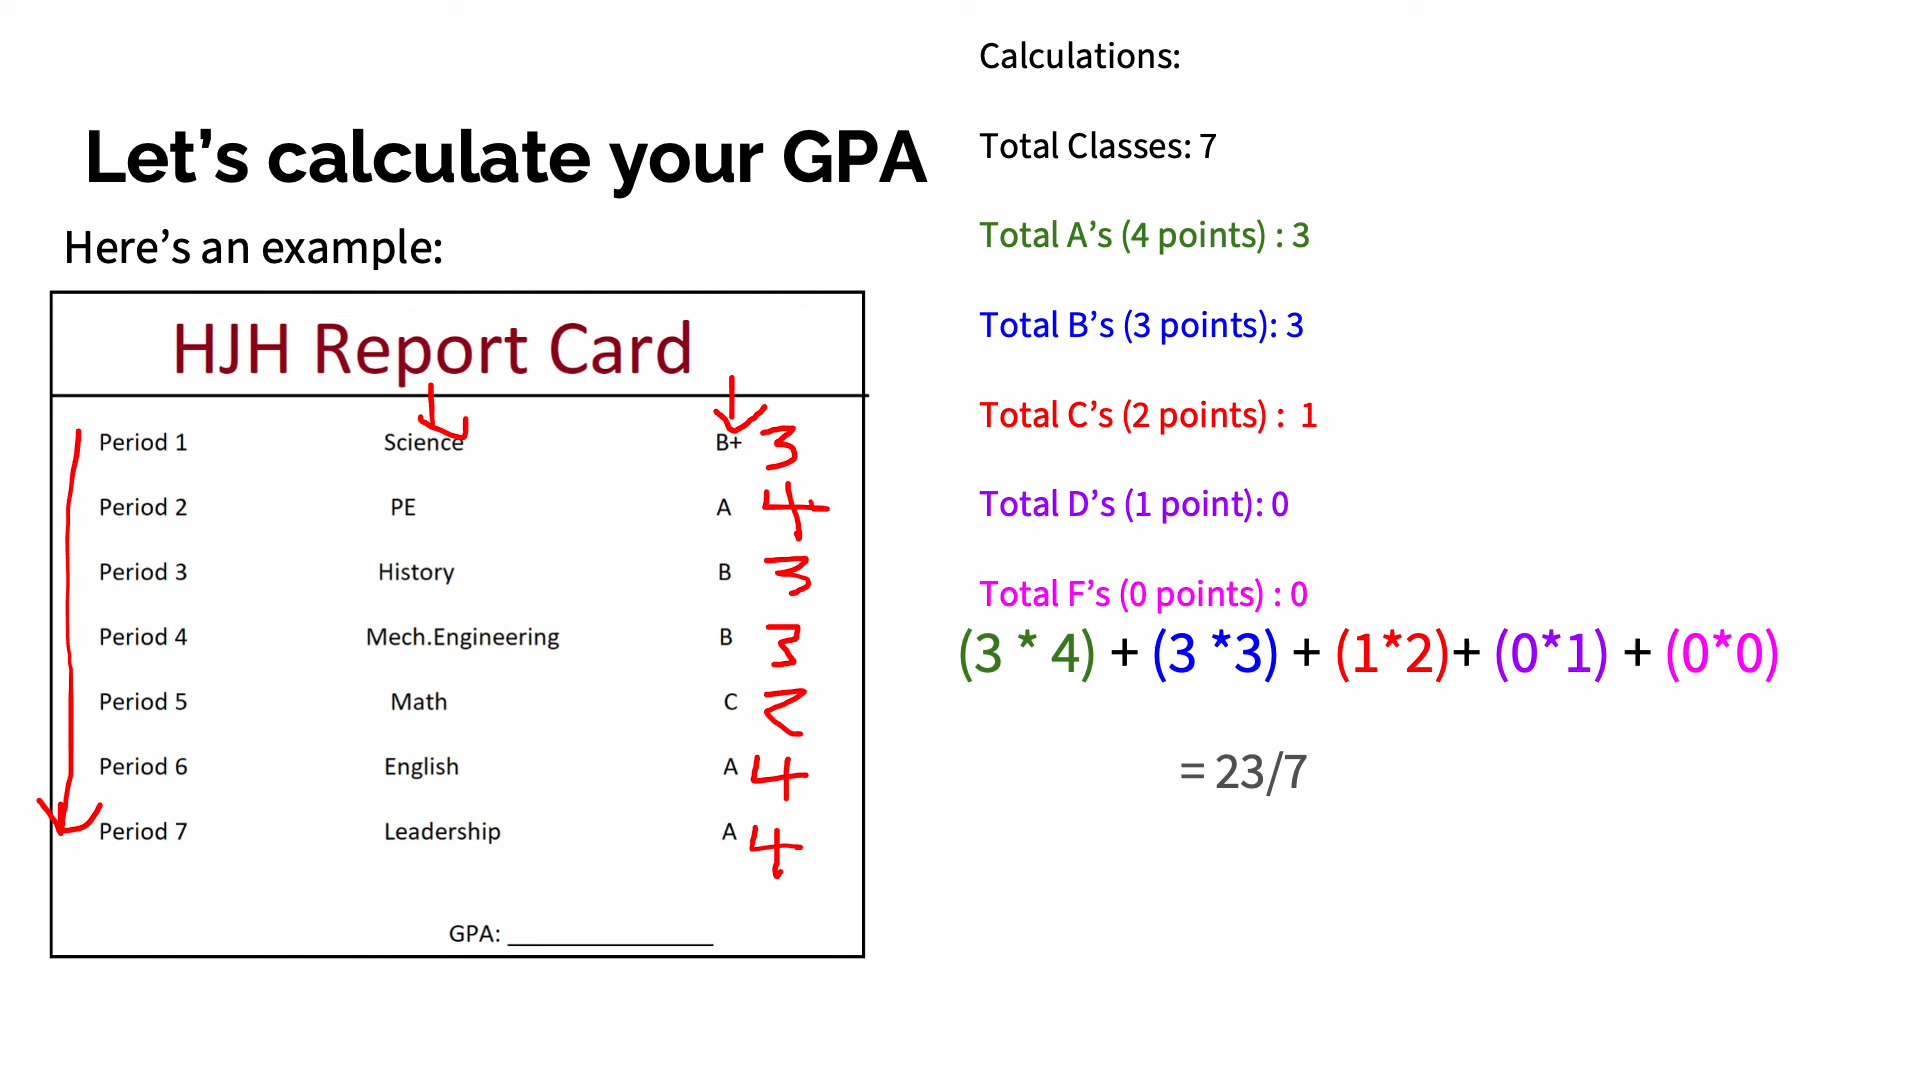 Let’s calculate your GPA
Here’s an example:
HJH Report Card
Period 1 Science B+ 3
Period 2 PE A 4
Period 3 History B 3
Period 4 Mech.Engineering B 3
Period 5 Math C 2
Period 6 English A 4
Period 7 Leadership A 4
GPA: _______________
Calculations:
Total Classes: 7
Total A’s (4 points) : 3
Total B’s (3 points): 3
Total C’s (2 points) : 1
Total D’s (1 point): 0
Total F’s (0 points) : 0
(3 * 4) + (3 *3) + (1*2)+ (0*1) + (0*0)
= 23/7